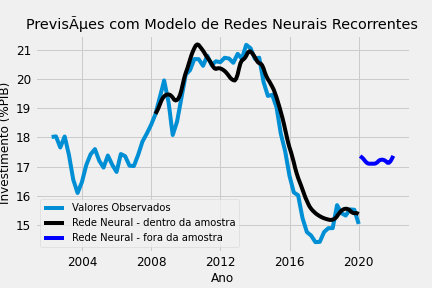 PrevisÃµes com Modelo de Redes Neurais Recorrentes
21
20
19
18
17
16
15
Investimento (%PIB)
Valores Observados
Rede Neural - dentro da amostra
Rede Neural - fora da amostra
2004
2008
2012
2016
2020
Ano